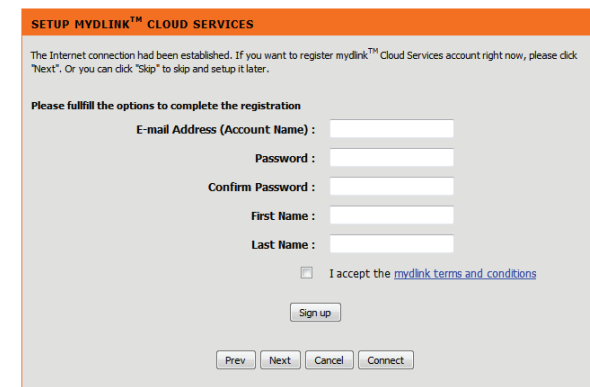 SETUP MYDLINK™ CLOUD SERVICES
The Internet connection had been established. If you want to register mydlink™ Cloud Services account right now, please click
"Next". Or you can click "Skip" to skip and setup it later.
Please fullfill the options to complete the registration
E-mail Address (Account Name) :
Password :
Confirm Password :
First Name :
Last Name :
I accept the mydlink terms and conditions
Sign up
Prev Next Cancel Connect